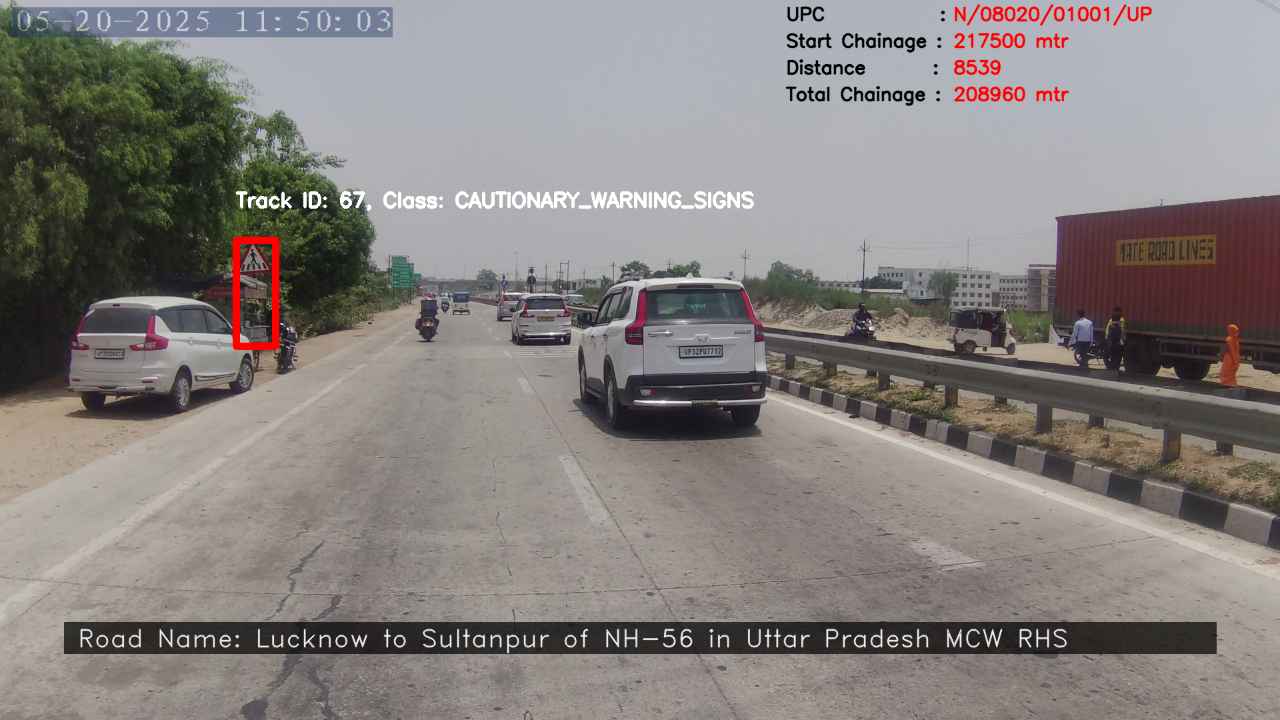 05-20-2025 11:50:03
UPC : N/08020/01001/UP
Start Chainage : 217500 mtr
Distance : 8539
Total Chainage : 208960 mtr
Track ID: 67, Class: CAUTIONARY_WARNING_SIGNS
MATE ROAD LINES
Road Name: Lucknow to Sultanpur of NH-56 in Uttar Pradesh MCW RHS